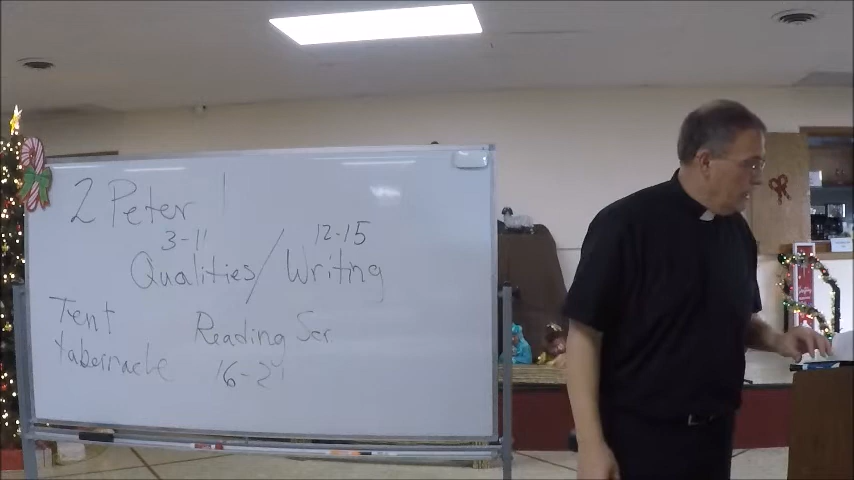 2 Peter 1
3-11 12-15
Qualities/Writing
Tent Reading Scr.
tabernacle 16-21